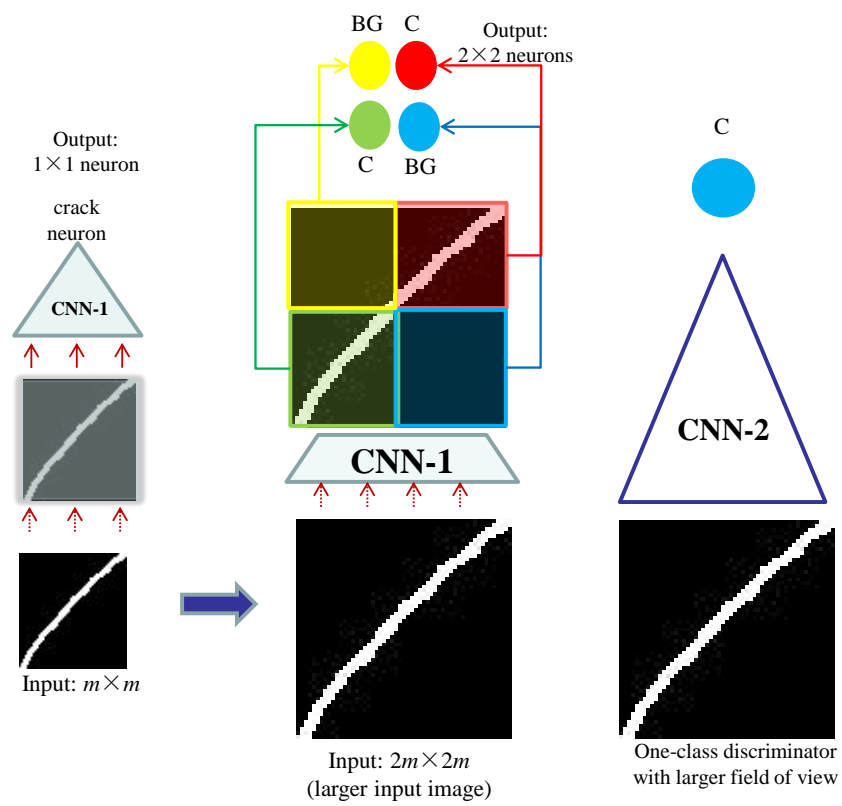 Output:
1×1 neuron
crack
neuron
CNN-1
Input: m×m
BG C
Output:
2×2 neurons
C BG
CNN-1
Input: 2m×2m
(larger input image)
C
CNN-2
One-class discriminator
with larger field of view